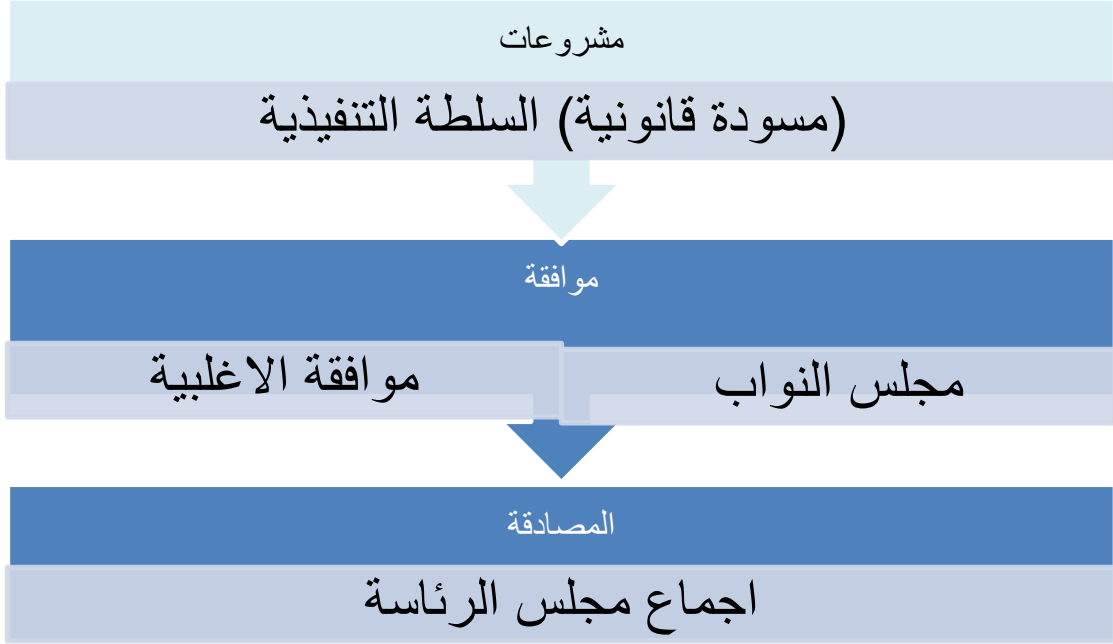 مشروعات
(مسودة قانونية) السلطة التنفيذية
موافقة
مجلس النواب
موافقة الاغلبية
المصادقة
اجماع مجلس الرئاسة